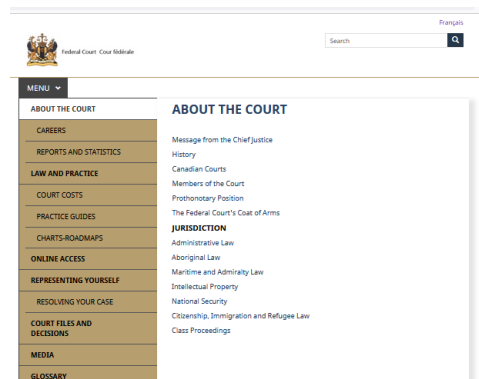 Français
Federal Court Cour fédérale
Search
MENU
ABOUT THE COURT
CAREERS
REPORTS AND STATISTICS
LAW AND PRACTICE
COURT COSTS
PRACTICE GUIDES
CHARTS-ROADMAPS
ONLINE ACCESS
REPRESENTING YOURSELF
RESOLVING YOUR CASE
COURT FILES AND
DECISIONS
MEDIA
GLOSSARY
ABOUT THE COURT
Message from the Chief Justice
History
Canadian Courts
Members of the Court
Prothonotary Position
The Federal Court's Coat of Arms
JURISDICTION
Administrative Law
Aboriginal Law
Maritime and Admiralty Law
Intellectual Property
National Security
Citizenship, Immigration and Refugee Law
Class Proceedings